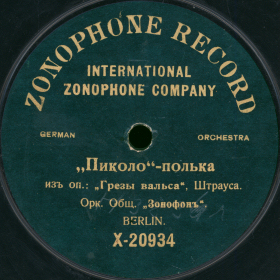 ZONOPHONE RECORD
INTERNATIONAL
ZONOPHONE COMPANY
GERMAN ORCHESTRA
„Пиколо“-полька
изъ оп.: „Грезы вальса“, Штрауса.
Орк. Общ. „Зонофонъ“.
BERLIN.
X-20934